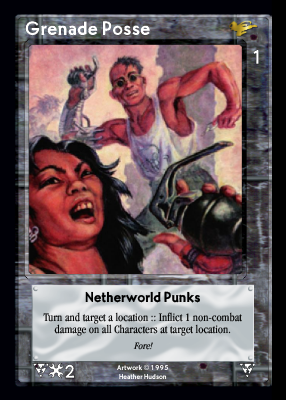 Grenade Posse
1
Netherworld Punks
Turn and target a location :: Inflict 1 non-combat
damage on all Characters at target location.
Fore!
2
Artwork © 1995
Heather Hudson